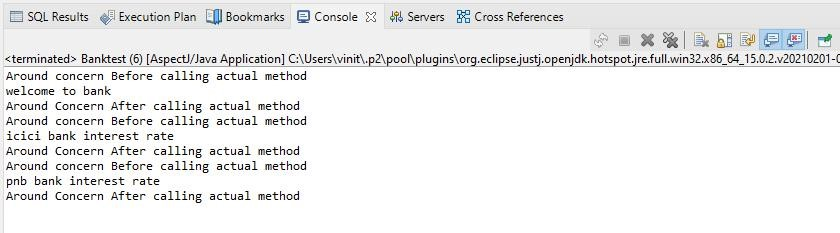 SQL Results Execution Plan Bookmarks Console Servers Cross References
<terminated> Banktest (6) [AspectJ/Java Application] C:\Users\vinit\.p2\pool\plugins\org.eclipse.justj.openjdk.hotspot.jre.full.win32.x86_64_15.0.2.v20210201-0
Around concern Before calling actual method
welcome to bank
Around Concern After calling actual method
Around concern Before calling actual method
icici bank interest rate
Around Concern After calling actual method
Around concern Before calling actual method
pnb bank interest rate
Around Concern After calling actual method